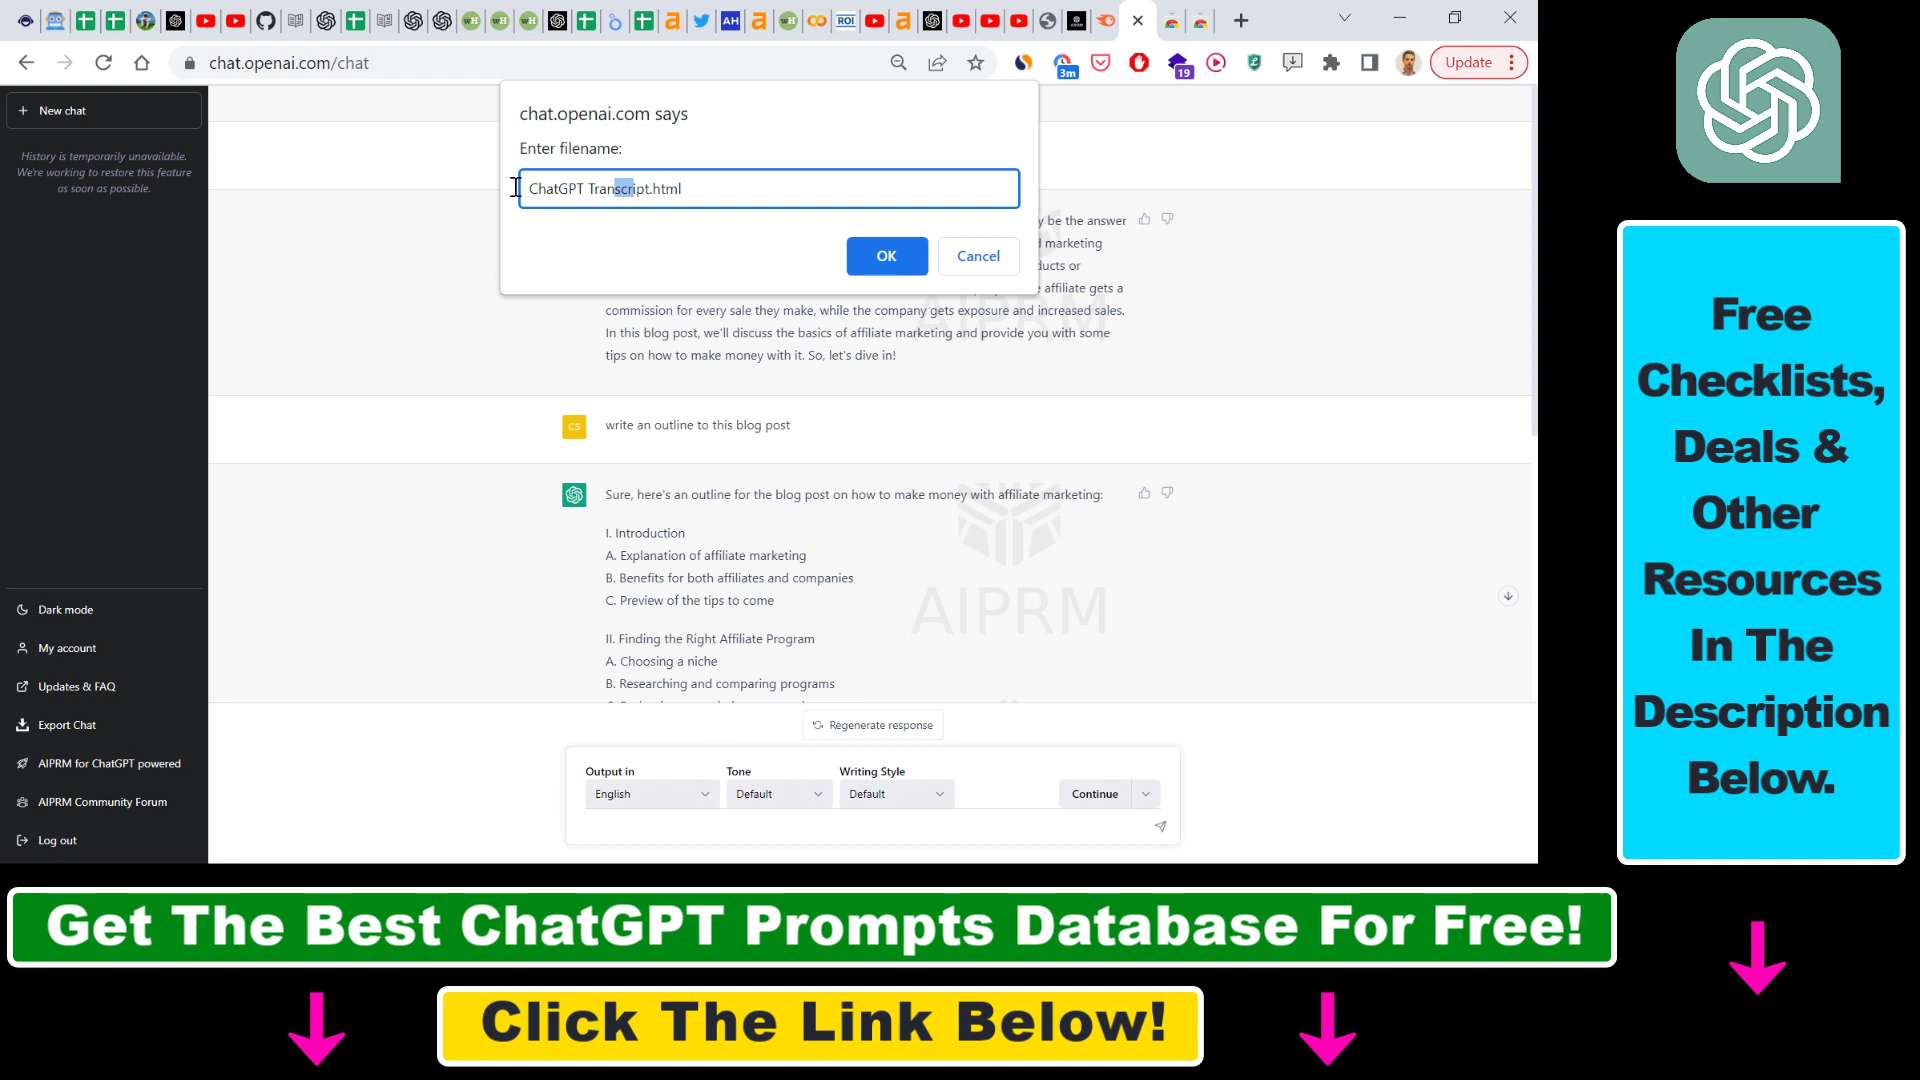 chat.openai.com/chat
3m
19
Update
AH
ROI
wH
New chat
History is temporarily unavailable.
We're working to restore this feature
as soon as possible.
Dark mode
My account
Updates & FAQ
Export Chat
AIPRM for ChatGPT powered
AIPRM Community Forum
Log out
chat.openai.com says
Enter filename:
ChatGPT Transcript.html
OK
Cancel
y be the answer
d marketing
ducts or
e affiliate gets a
commission for every sale they make, while the company gets exposure and increased sales.
In this blog post, we'll discuss the basics of affiliate marketing and provide you with some
tips on how to make money with it. So, let's dive in!
AIPRM
CS
write an outline to this blog post
Sure, here's an outline for the blog post on how to make money with affiliate marketing:
I. Introduction
A. Explanation of affiliate marketing
B. Benefits for both affiliates and companies
C. Preview of the tips to come
AIPRM
II. Finding the Right Affiliate Program
A. Choosing a niche
B. Researching and comparing programs
Regenerate response
Output in
Tone
Writing Style
English
Default
Default
Continue
Free
Checklists,
Deals &
Other
Resources
In The
Description
Below.
Get The Best ChatGPT Prompts Database For Free!
Click The Link Below!